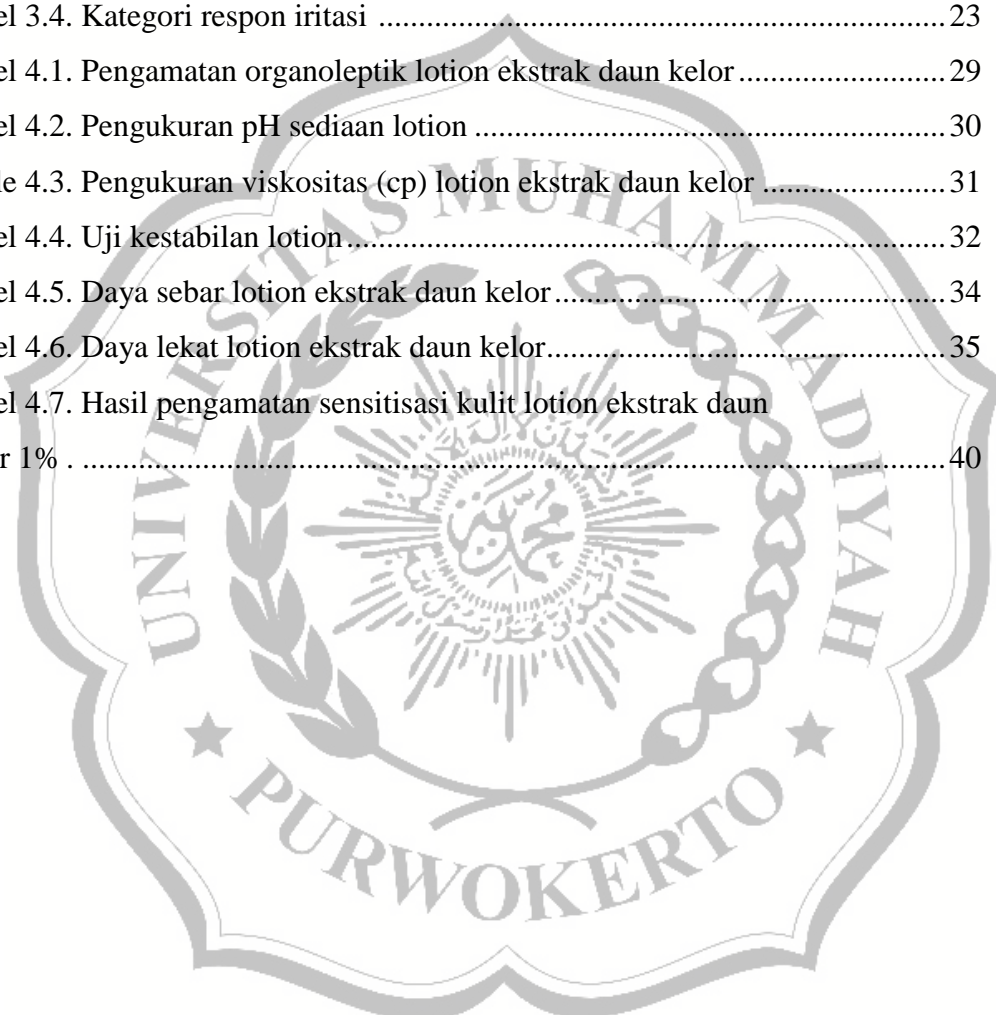 el 3.4. Kategori respon iritasi ........................................................................ 23
el 4.1. Pengamatan organoleptik lotion ekstrak daun kelor ......................... 29
el 4.2. Pengukuran pH sediaan lotion ......................................................... 30
le 4.3. Pengukuran viskositas (cp) lotion ekstrak daun kelor ...................... 31
el 4.4. Uji kestabilan lotion ......................................................................... 32
el 4.5. Daya sebar lotion ekstrak daun kelor ............................................... 34
el 4.6. Daya lekat lotion ekstrak daun kelor................................................ 35
el 4.7. Hasil pengamatan sensitisasi kulit lotion ekstrak daun
r 1% . ........................................................................................................ 40
UNIVERSITAS MUHAMMADIYAH
PURWOKERTO